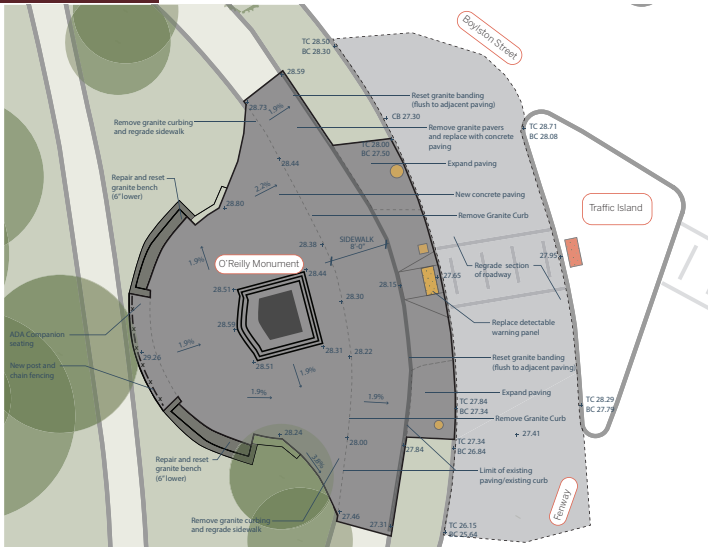 Boylston Street
TC 28.50
BC 28.30
28.59
Reset granite banding
(flush to adjacent paving)
28.73
1.9%
CB 27.30
Remove granite curbing
and regrade sidewalk
Remove granite pavers
and replace with concrete
paving
TC 28.71
BC 28.08
TC 28.00
BC 27.50
28.44
Expand paving
Repair and reset
granite bench
(6" lower)
2.2%
New concrete paving
28.80
Remove Granite Curb
Traffic Island
28.38
SIDEWALK
8'-0"
1.9%
O'Reilly Monument
28.44
27.95
Regrade section
of roadway
27.65
28.15
28.51
28.30
28.59
Replace detectable
warning panel
ADA Companion
seating
1.9%
28.31
28.22
29.26
28.51
Reset granite banding
(flush to adjacent paving)
New post and
chain fencing
1.9%
1.9%
1.9%
Expand paving
TC 27.84
BC 27.34
TC 28.29
BC 27.79
Remove Granite Curb
28.24
28.00
27.84
TC 27.34
BC 26.84
27.41
Repair and reset
granite bench
(6" lower)
3.8%
Limit of existing
paving/existing curb
Fenway
Remove granite curbing
and regrade sidewalk
27.46
27.31
TC 26.15
BC 25.64